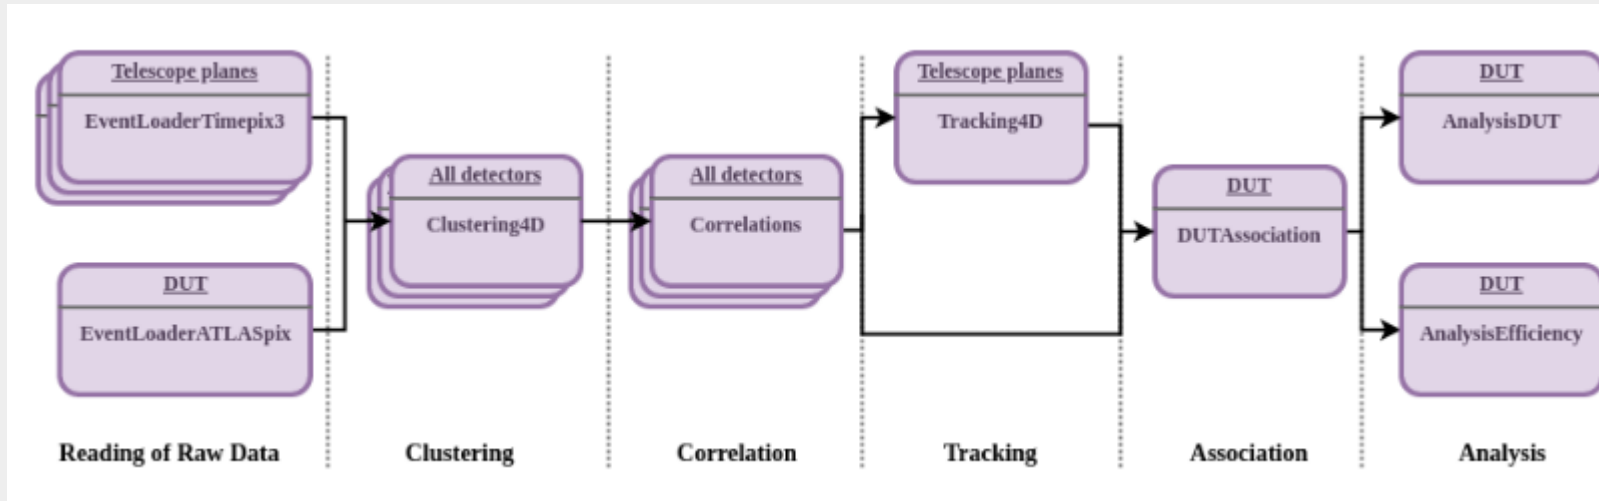 Telescope planes
EventLoaderTimepix3
DUT
EventLoaderATLASpix
Reading of Raw Data
All detectors
Clustering4D
Clustering
All detectors
Correlations
Correlation
Telescope planes
Tracking4D
Tracking
DUT
DUTAssociation
Association
DUT
AnalysisDUT
DUT
AnalysisEfficiency
Analysis